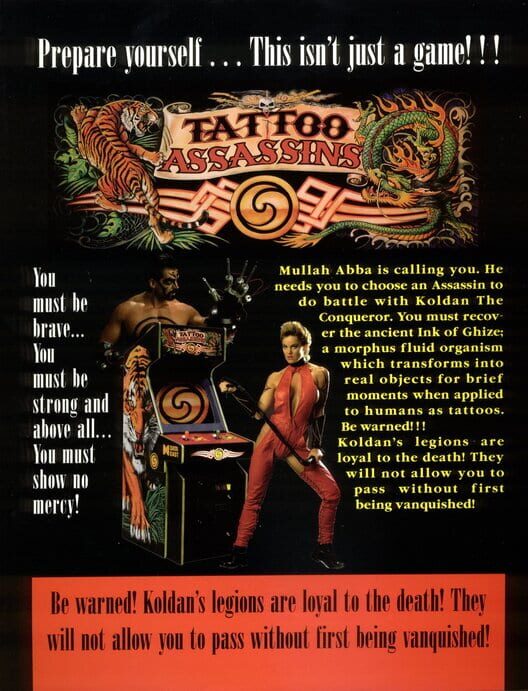 Prepare yourself . . . This isn't just a game! ! !
TATTOO
ASSASSINS
You
must be
brave...
You
must be
strong and
above all...
You must
show no
mercy!
Mullah Abba is calling you. He
needs you to choose an Assassin to
do battle with Koldan The
Conqueror. You must recov-
er the ancient Ink of Ghize;
a morphus fluid organism
which transforms into
real objects for brief
moments when applied
to humans as tattoos.
Be warned!!!
Koldan's legions are
loyal to the death! They
will not allow you to
pass without first
being vanquished!
TATTOO
ASSASSINS
DATA
EAST
Be warned! Koldan's legions are loyal to the death! They
will not allow you to pass without first being vanquished!